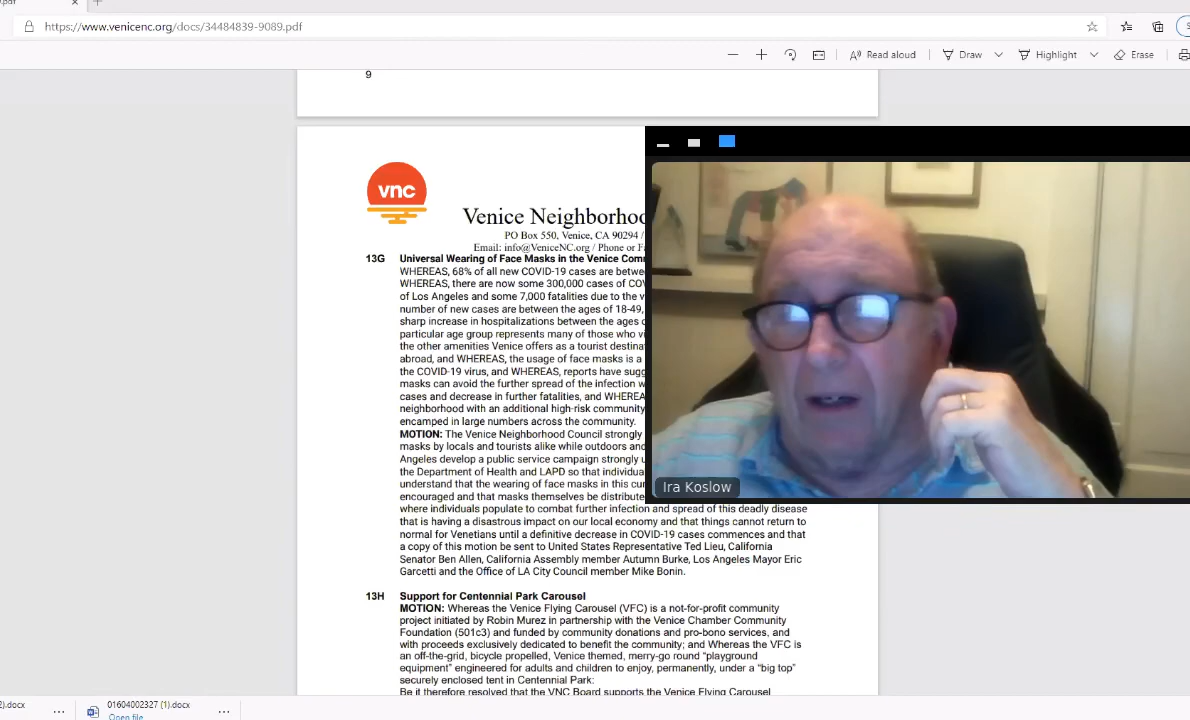 .pdf
https://www.venicenc.org/docs/34484839-9089.pdf
Read aloud
Draw
Highlight
Erase
9
vnc
Venice Neighborhoo
PO Box 550, Venice, CA 90294 /
Email: info@VeniceNC.org / Phone or Fa
13G Universal Wearing of Face Masks in the Venice Com
WHEREAS, 68% of all new COVID-19 cases are betwe
WHEREAS, there are now some 300,000 cases of COV
of Los Angeles and some 7,000 fatalities due to the v
number of new cases are between the ages of 18-49,
sharp increase in hospitalizations between the ages o
particular age group represents many of those who vi
the other amenities Venice offers as a tourist destinat
abroad, and WHEREAS, the usage of face masks is a
the COVID-19 virus, and WHEREAS, reports have sugg
masks can avoid the further spread of the infection w
cases and decrease in further fatalities, and WHEREA
neighborhood with an additional high-risk community
encamped in large numbers across the community.
MOTION: The Venice Neighborhood Council strongly
masks by locals and tourists alike while outdoors and
Angeles develop a public service campaign strongly u
the Department of Health and LAPD so that individua
understand that the wearing of face masks in this cur
encouraged and that masks themselves be distribute
where individuals populate to combat further infection and spread of this deadly disease
that is having a disastrous impact on our local economy and that things cannot return to
normal for Venetians until a definitive decrease in COVID-19 cases commences and that
a copy of this motion be sent to United States Representative Ted Lieu, California
Senator Ben Allen, California Assembly member Autumn Burke, Los Angeles Mayor Eric
Garcetti and the Office of LA City Council member Mike Bonin.
Ira Koslow
13H Support for Centennial Park Carousel
MOTION: Whereas the Venice Flying Carousel (VFC) is a not-for-profit community
project initiated by Robin Murez in partnership with the Venice Chamber Community
Foundation (501c3) and funded by community donations and pro-bono services, and
with proceeds exclusively dedicated to benefit the community; and Whereas the VFC is
an off-the-grid, bicycle propelled, Venice themed, merry-go round “playground
equipment” engineered for adults and children to enjoy, permanently, under a “big top”
securely enclosed tent in Centennial Park:
Be it therefore resolved that the VNC Board supports the Venice Flying Carousel
2).docx
01604002327 (1).docx
Open file